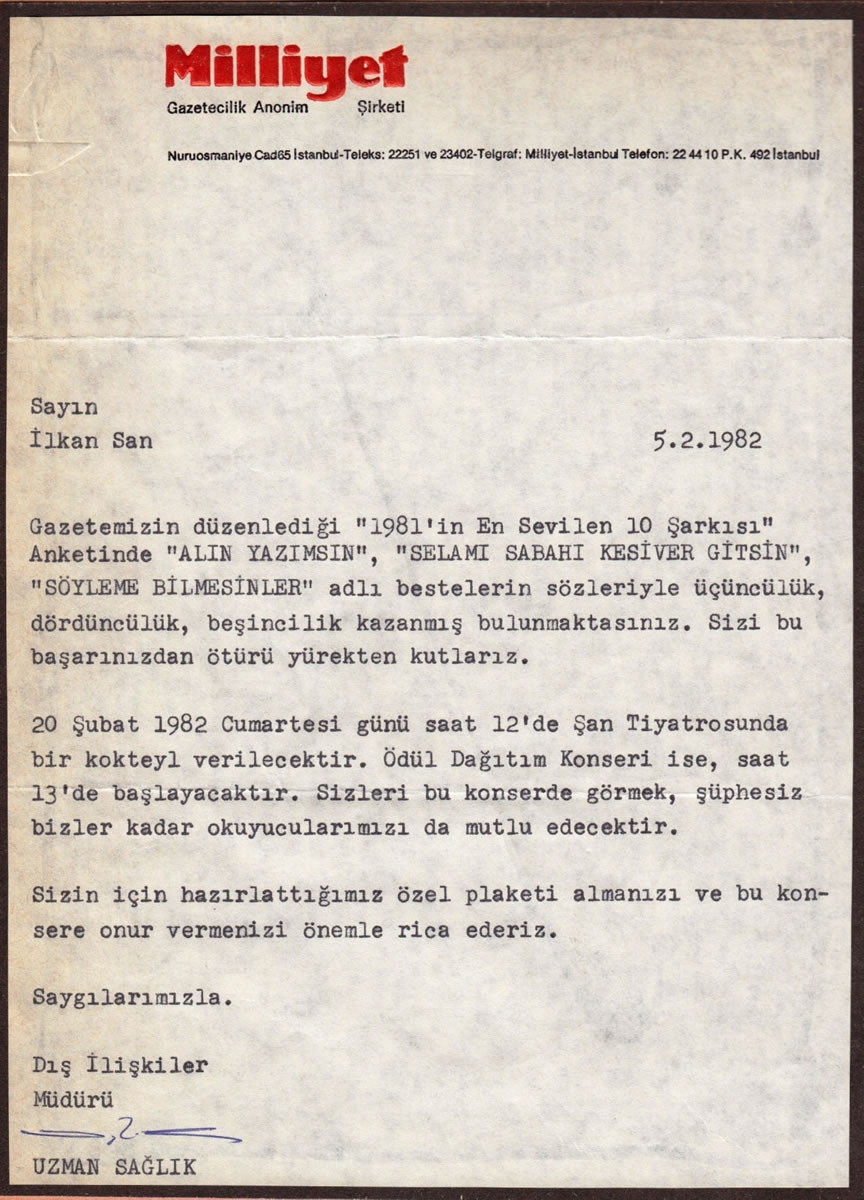 Milliyet
Gazetecilik Anonim Şirketi
Nuruosmaniye Cad65 İstanbul-Teleks: 22251 ve 23402-Telgraf: Milliyet-İstanbul Telefon: 22 44 10 P.K. 492 İstanbul
Sayın
İlkan San 5.2.1982
Gazetemizin düzenlediği "1981'in En Sevilen 10 Şarkısı"
Anketinde "ALIN YAZIMSIN", "SELAMI SABAHI KESİVER GİTSİN",
"SÖYLEME BİLMESİNLER" adlı bestelerin sözleriyle üçüncülük,
dördüncülük, beşincilik kazanmış bulunmaktasınız. Sizi bu
başarınızdan ötürü yürekten kutlarız.
20 Şubat 1982 Cumartesi günü saat 12'de Şan Tiyatrosunda
bir kokteyl verilecektir. Ödül Dağıtım Konseri ise, saat
13'de başlayacaktır. Sizleri bu konserde görmek, şüphesiz
bizler kadar okuyucularımızı da mutlu edecektir.
Sizin için hazırlattığımız özel plaketi almanızı ve bu kon-
sere onur vermenizi önemle rica ederiz.
Saygılarımızla.
Dış İlişkiler
Müdürü
UZMAN SAĞLIK